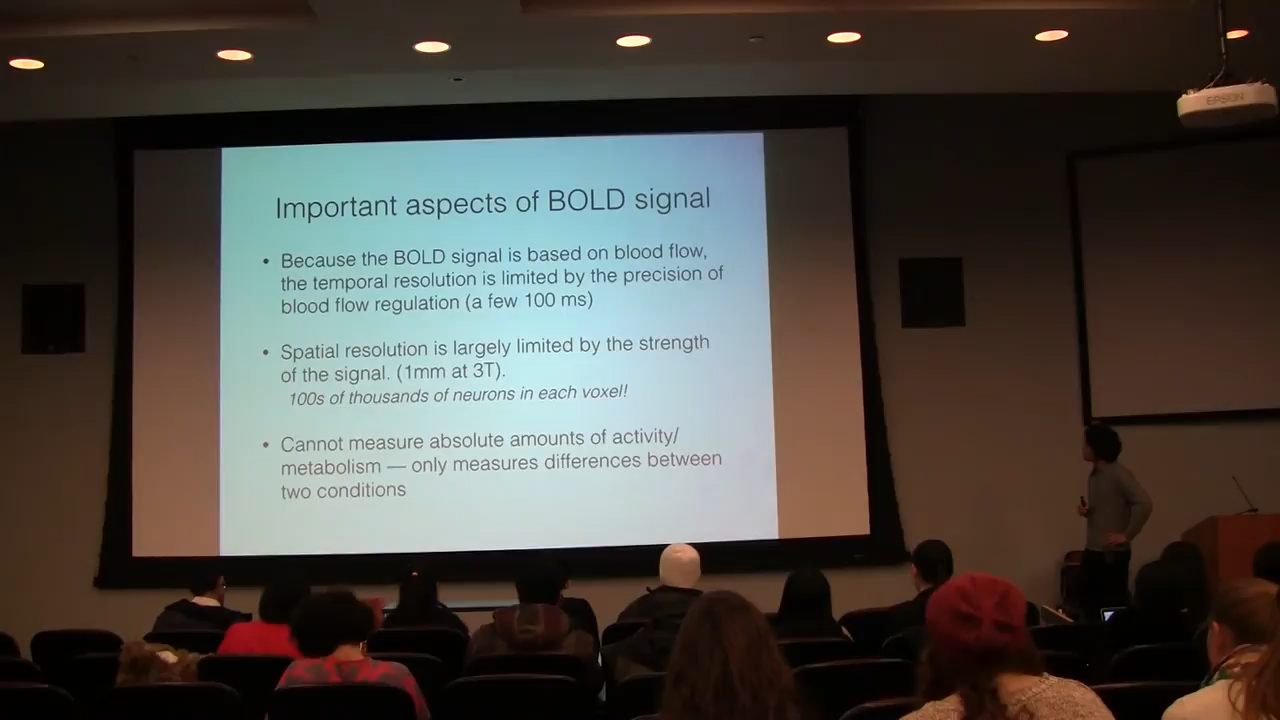 EPSON
Important aspects of BOLD signal
• Because the BOLD signal is based on blood flow,
the temporal resolution is limited by the precision of
blood flow regulation (a few 100 ms)
• Spatial resolution is largely limited by the strength
of the signal. (1mm at 3T).
100s of thousands of neurons in each voxel!
• Cannot measure absolute amounts of activity/
metabolism — only measures differences between
two conditions